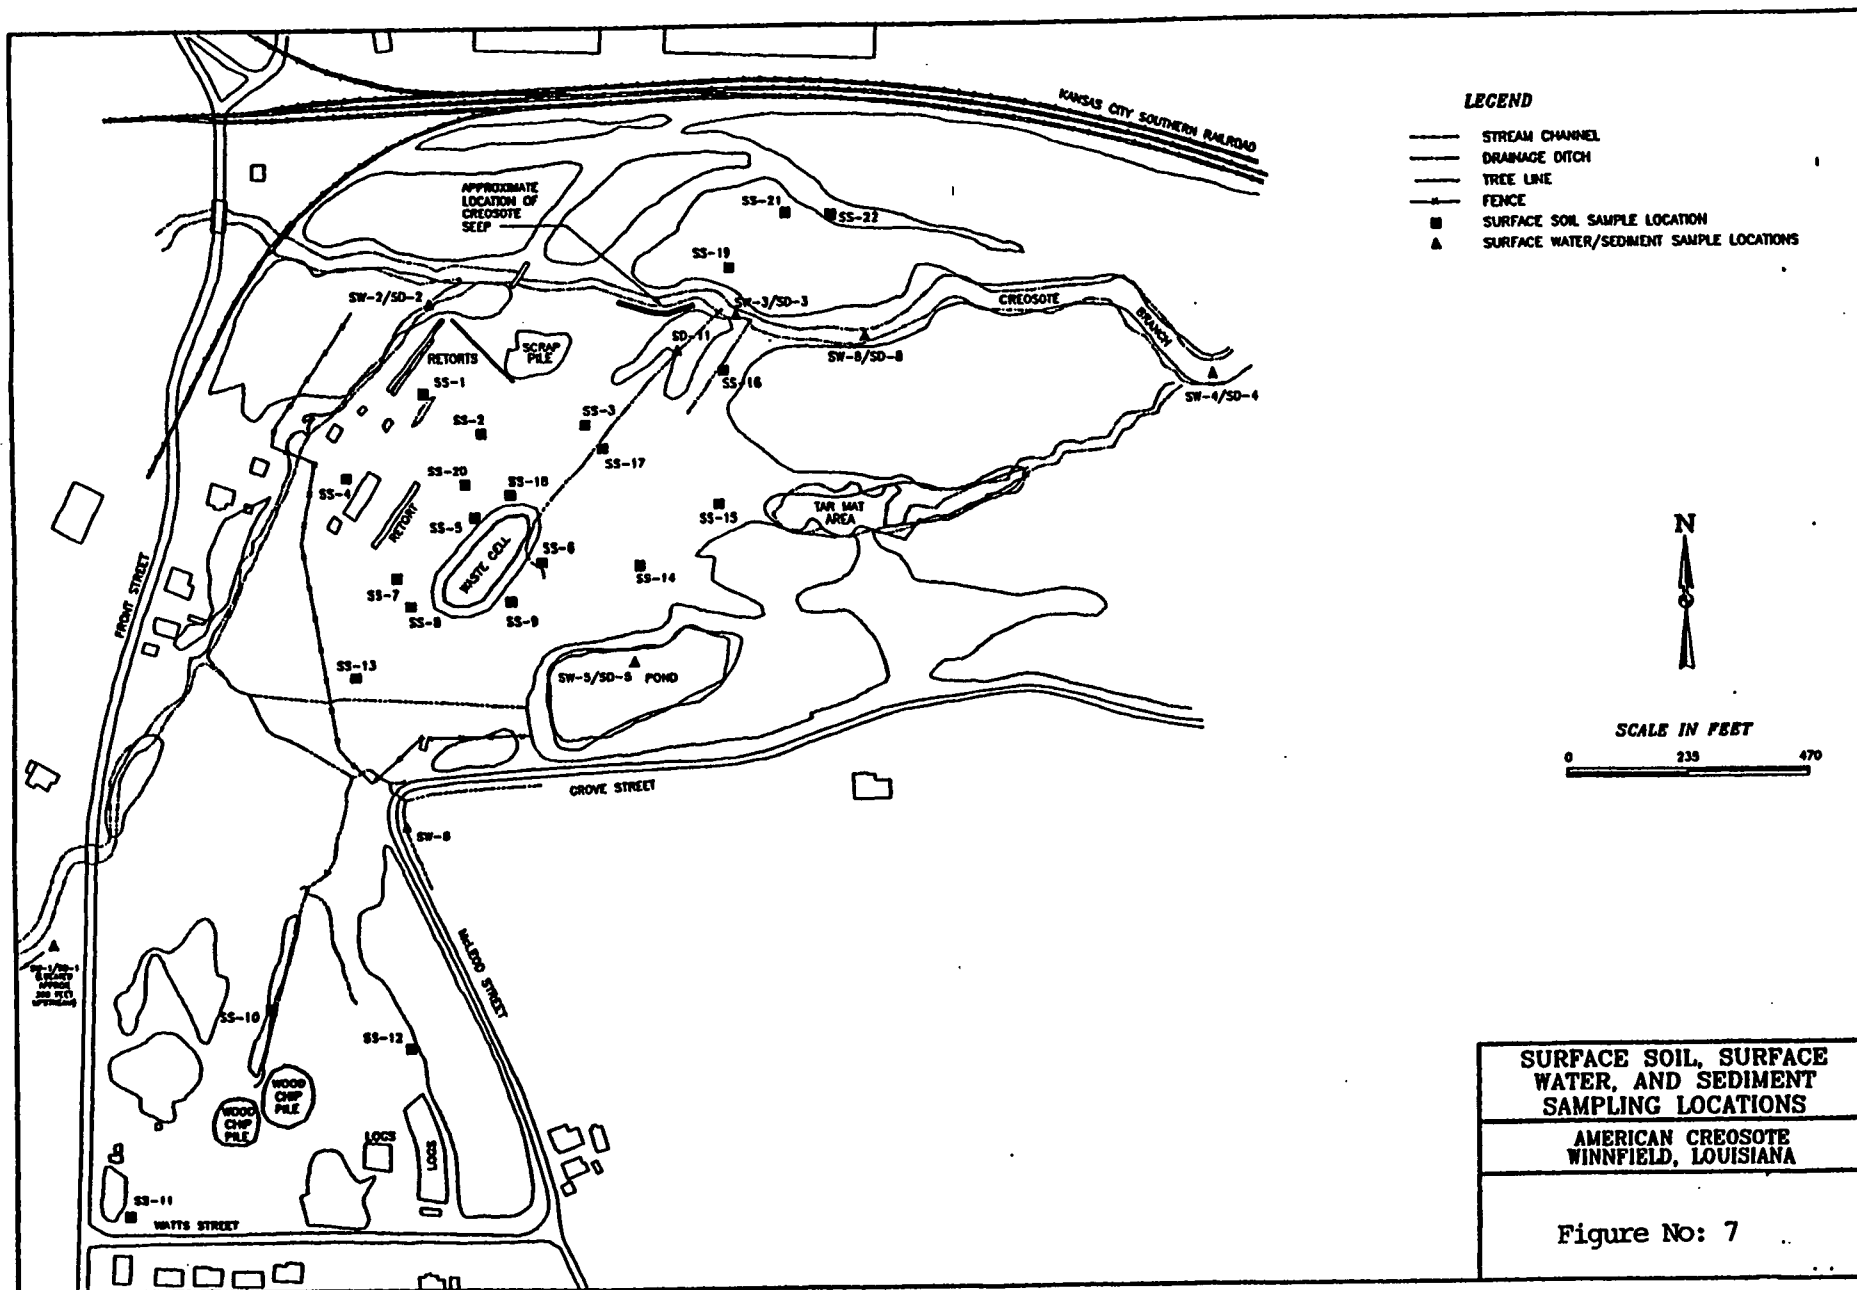 KANSAS CITY SOUTHERN RAILROAD
LEGEND
STREAM CHANNEL
DRAINAGE DITCH
TREE LINE
FENCE
SURFACE SOIL SAMPLE LOCATION
SURFACE WATER/SEDIMENT SAMPLE LOCATIONS
APPROXIMATE
LOCATION OF
CREOSOTE
SEEP
SS-21
SS-22
SS-19
SW-2/SD-2
SW-3/SD-3
CREOSOTE
BRANCH
SD-11
SW-8/SD-8
SW-4/SD-4
RETORTS
SCRAP
PILE
SS-1
SS-16
SS-2
SS-3
SS-17
SS-20
SS-18
SS-4
RETORT
SS-5
SS-15
TAR MAT
AREA
WASTE CELL
SS-6
SS-14
SS-7
SS-8
SS-9
FRONT STREET
SS-13
SW-5/SD-5 POND
N
SCALE IN FEET
0 235 470
GROVE STREET
SW-6
McLEOD STREET
SW-1/SD-1
APPROX
UPSTREAM)
SS-10
SS-12
WOOD
CHIP
PILE
WOOD
CHIP
PILE
LOGS
LOGS
SS-11
WATTS STREET
SURFACE SOIL, SURFACE
WATER, AND SEDIMENT
SAMPLING LOCATIONS
AMERICAN CREOSOTE
WINNFIELD, LOUISIANA
Figure No: 7